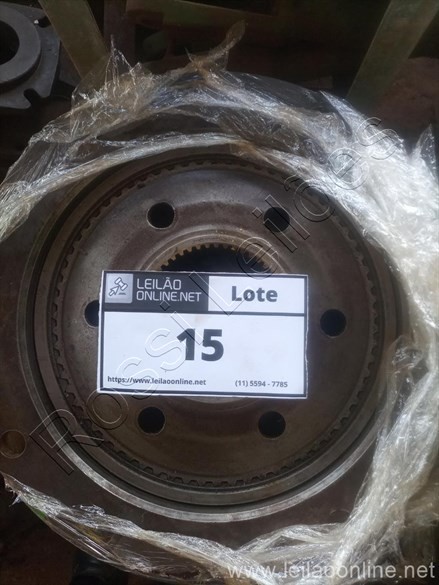 LEILÃO
ONLINE.NET
Lote
15
https://www.leilaoonline.net
(11) 5594 - 7785
Rossi Leilões
www.leilaoonline.net